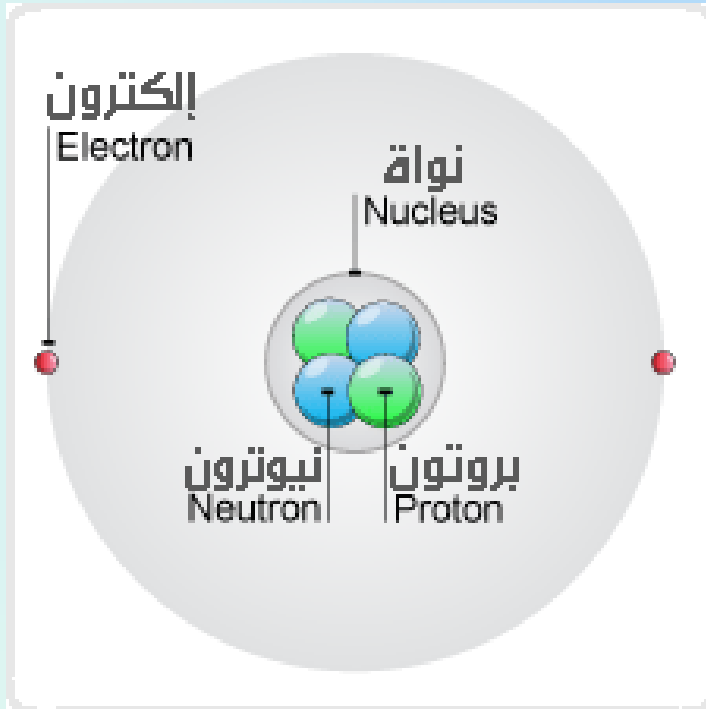 إلكترون
Electron
نواة
Nucleus
نيوترون
Neutron
بروتون
Proton